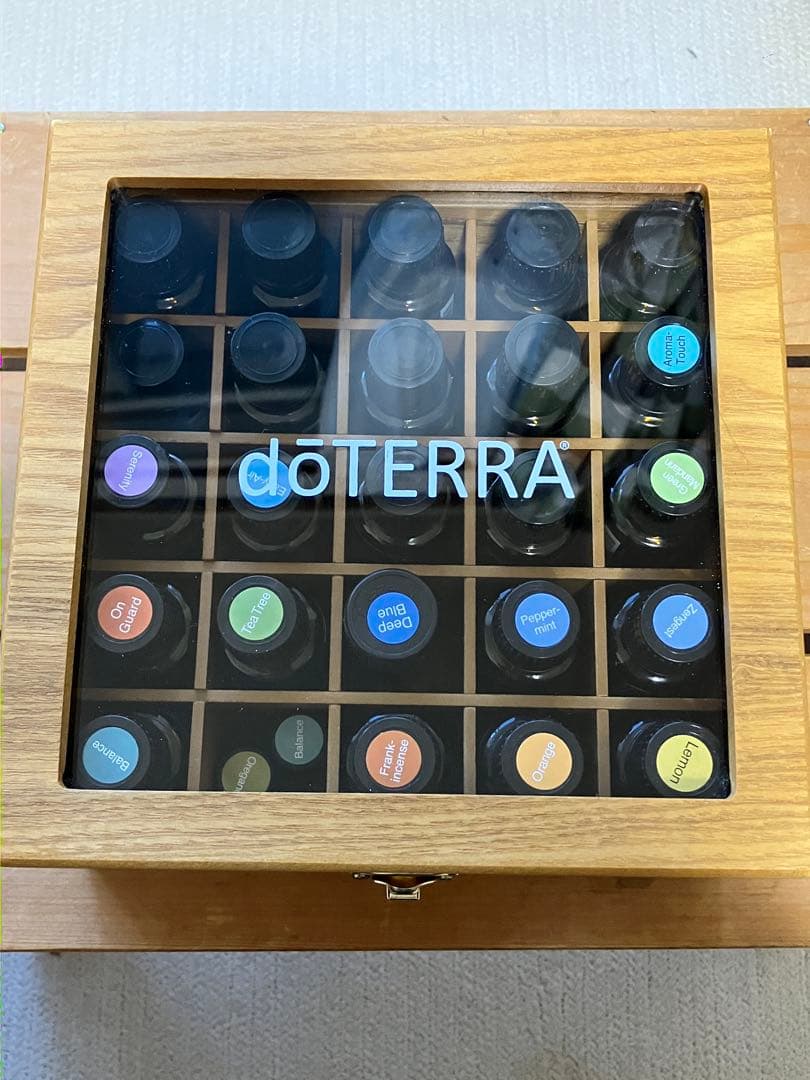 Aroma-
Touch
dōTERRA®
Serenity
Green
Mandarin
On
Guard
Tea Tree
Deep
Blue
Pepper-
mint
Zengest
Balance
Balance
Frank-
incense
Orange
Lemon